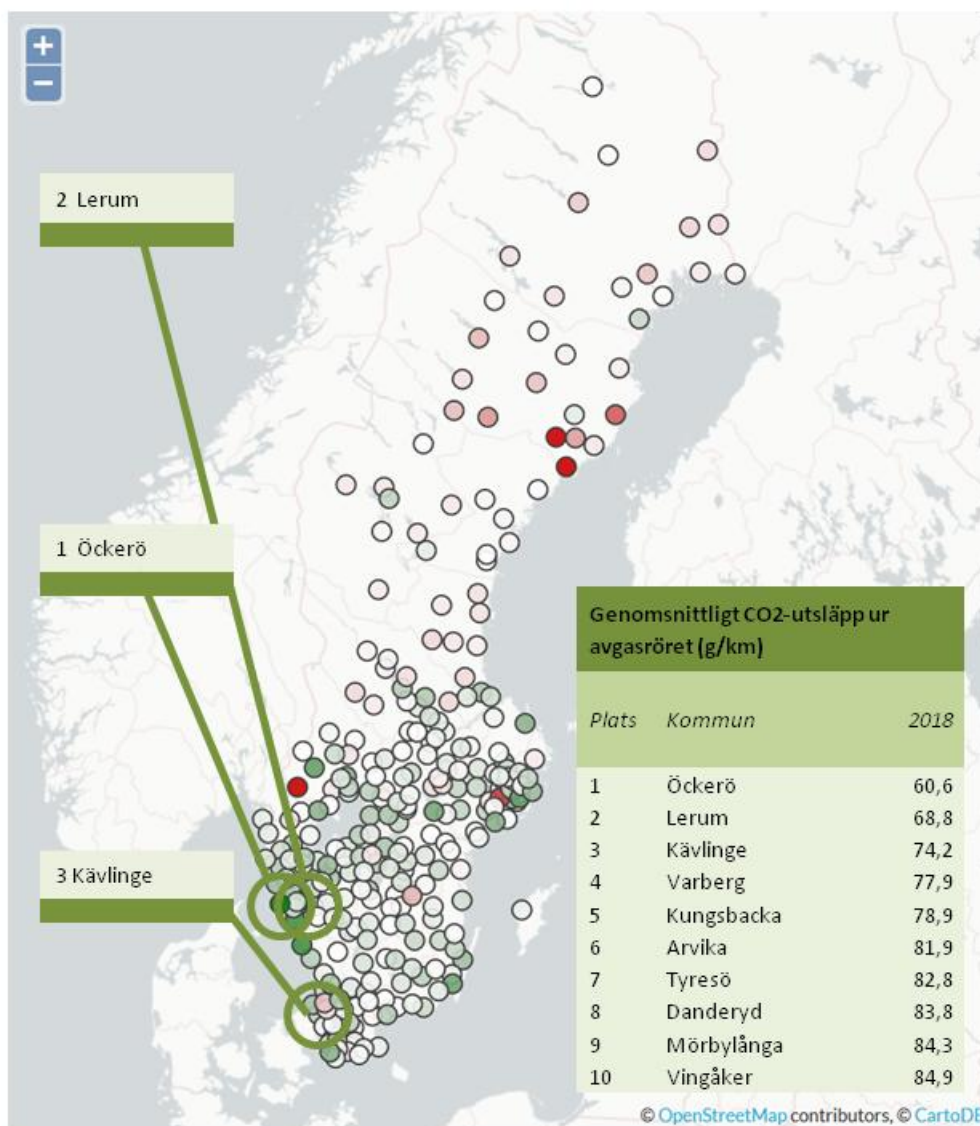 +
−
2 Lerum
1 Öckerö
3 Kävlinge
Genomsnittligt CO2-utsläpp ur
avgasröret (g/km)
Plats Kommun 2018
1 Öckerö 60,6
2 Lerum 68,8
3 Kävlinge 74,2
4 Varberg 77,9
5 Kungsbacka 78,9
6 Arvika 81,9
7 Tyresö 82,8
8 Danderyd 83,8
9 Mörbylånga 84,3
10 Vingåker 84,9
© OpenStreetMap contributors, © CartoDB